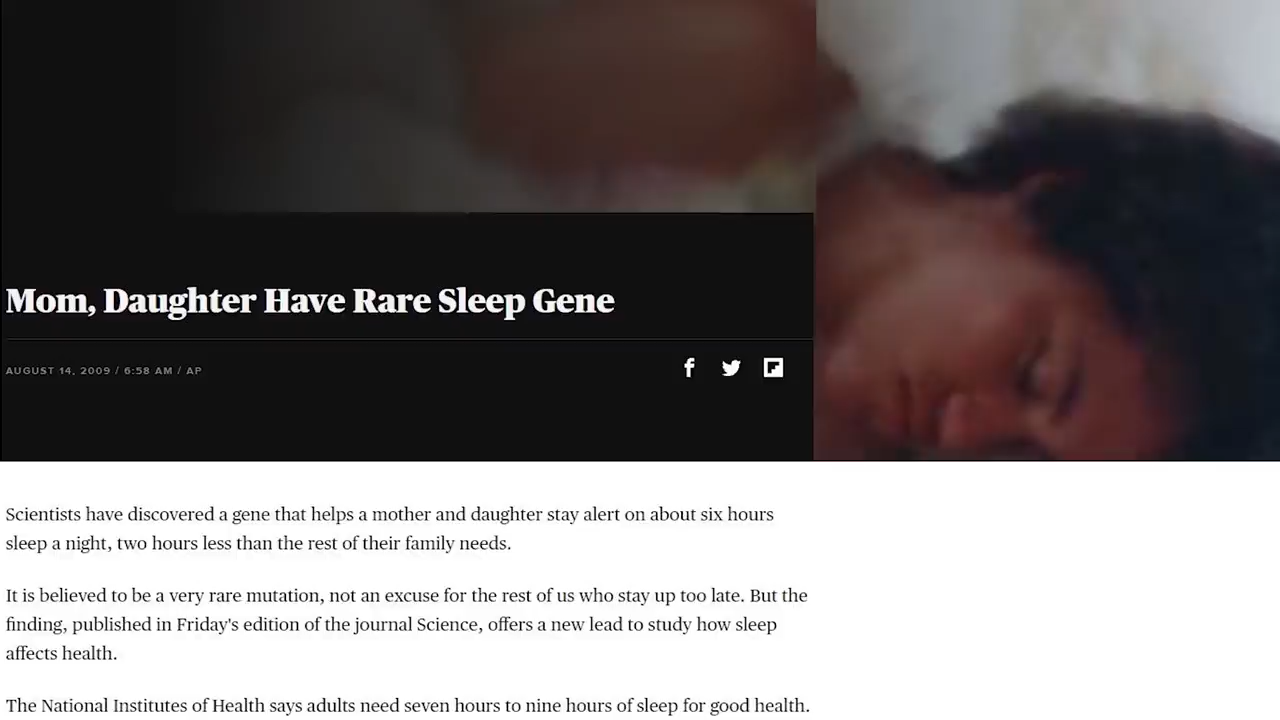 Mom, Daughter Have Rare Sleep Gene
AUGUST 14, 2009 / 6:58 AM / AP
Scientists have discovered a gene that helps a mother and daughter stay alert on about six hours
sleep a night, two hours less than the rest of their family needs.
It is believed to be a very rare mutation, not an excuse for the rest of us who stay up too late. But the
finding, published in Friday's edition of the journal Science, offers a new lead to study how sleep
affects health.
The National Institutes of Health says adults need seven hours to nine hours of sleep for good health.